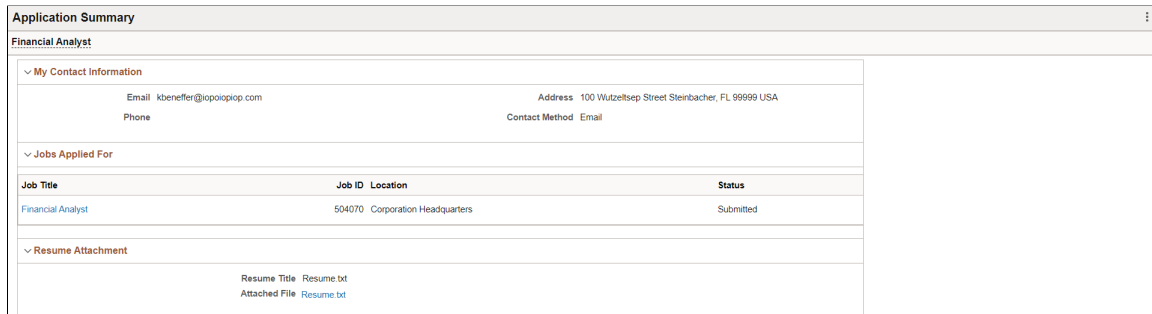 Application Summary
Financial Analyst
My Contact Information
Email kbeneffer@iopoiopiop.com Address 100 Wutzeltsep Street Steinbacher, FL 99999 USA
Phone Contact Method Email
Jobs Applied For
Job Title Job ID Location Status
Financial Analyst 504070 Corporation Headquarters Submitted
Resume Attachment
Resume Title Resume.txt
Attached File Resume.txt